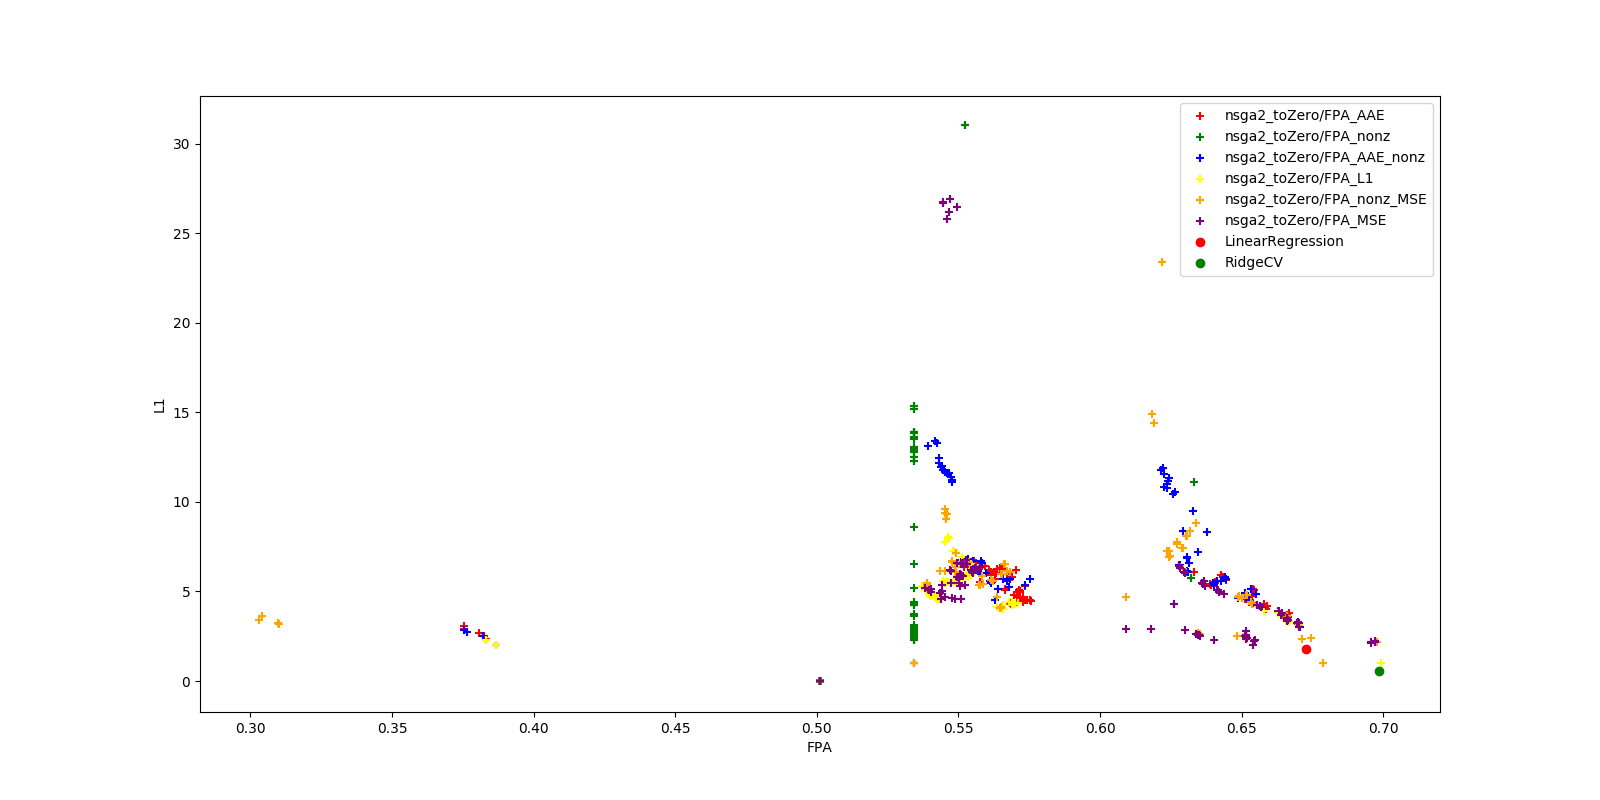 30
25
20
15
10
5
0
L1
0.30
0.35
0.40
0.45
0.50
0.55
0.60
0.65
0.70
FPA
nsga2_toZero/FPA_AAE
nsga2_toZero/FPA_nonz
nsga2_toZero/FPA_AAE_nonz
nsga2_toZero/FPA_L1
nsga2_toZero/FPA_nonz_MSE
nsga2_toZero/FPA_MSE
LinearRegression
RidgeCV